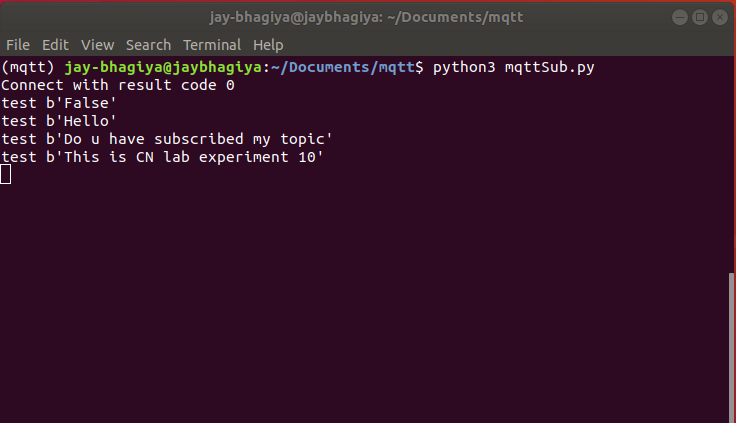 jay-bhagiya@jaybhagiya: ~/Documents/mqtt
File Edit View Search Terminal Help
(mqtt) jay-bhagiya@jaybhagiya:~/Documents/mqtt$ python3 mqttSub.py
Connect with result code 0
test b'False'
test b'Hello'
test b'Do u have subscribed my topic'
test b'This is CN lab experiment 10'